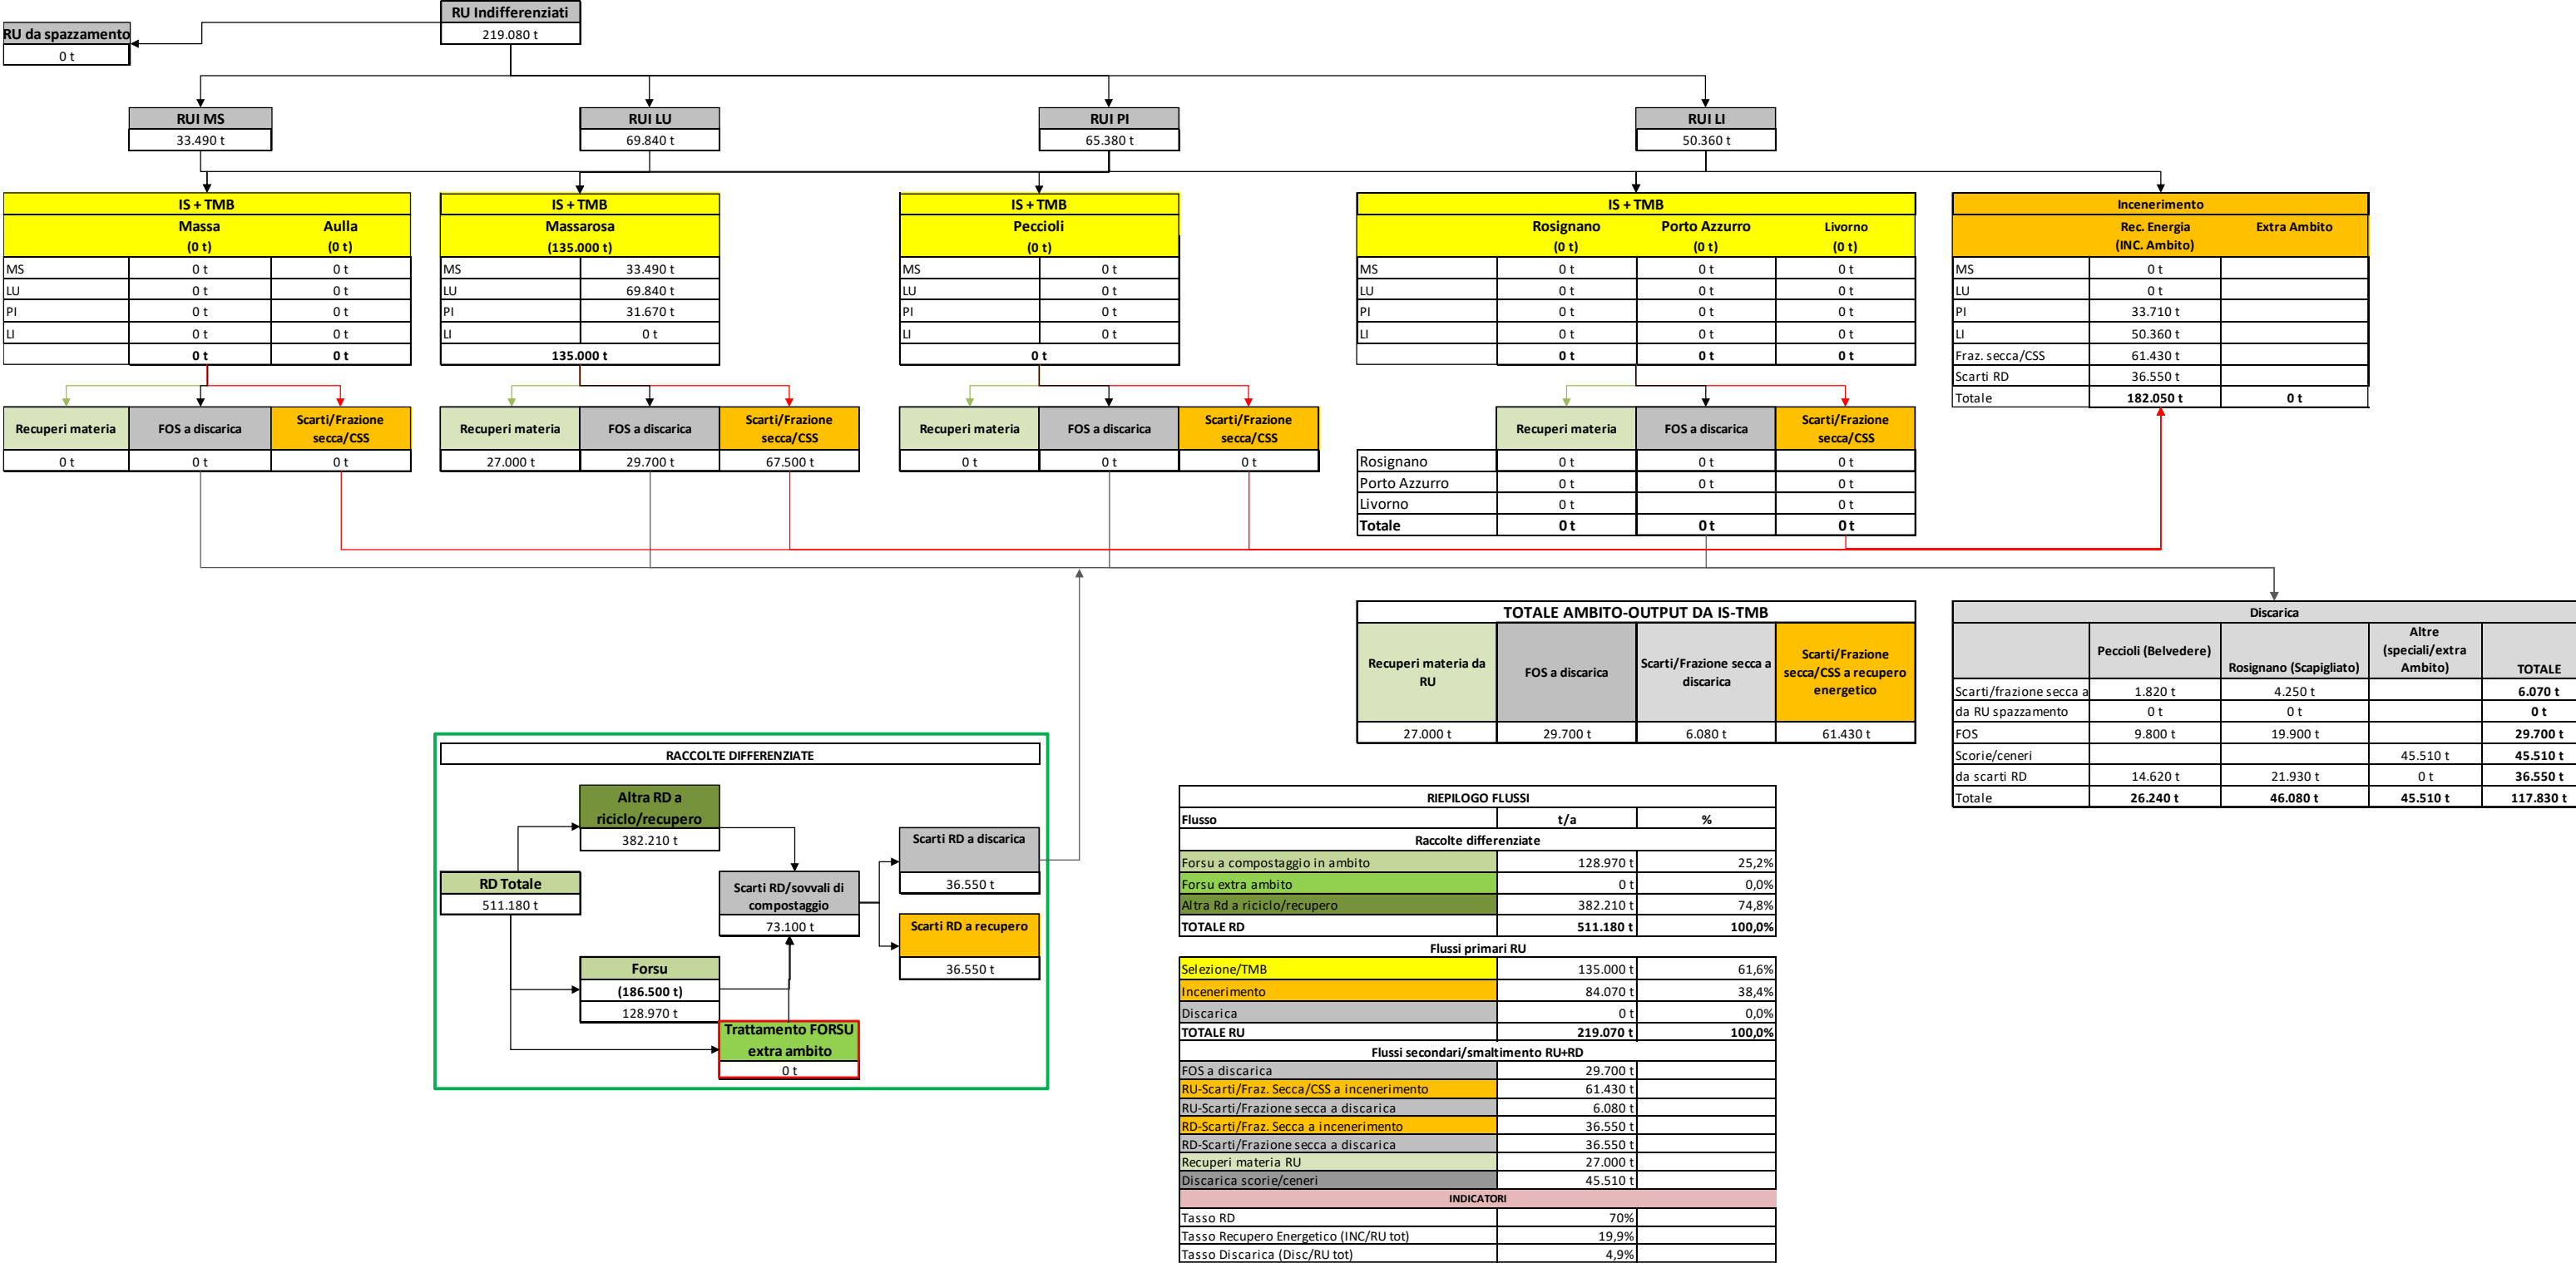 RU Indifferenziati
219.080 t
RU da spazzamento
0 t
RUI MS
33.490 t
RUI LU
69.840 t
RUI PI
65.380 t
RUI LI
50.360 t
IS + TMB
Massa Aulla
(0 t) (0 t)
MS 0 t 0 t
LU 0 t 0 t
PI 0 t 0 t
LI 0 t 0 t
0 t 0 t
Recuperi materia
FOS a discarica
Scarti/Frazione
secca/CSS
0 t 0 t 0 t
IS + TMB
Massarosa
(135.000 t)
MS 33.490 t
LU 69.840 t
PI 31.670 t
LI 0 t
135.000 t
Recuperi materia
FOS a discarica
Scarti/Frazione
secca/CSS
27.000 t 29.700 t 67.500 t
IS + TMB
Peccioli
(0 t)
MS 0 t
LU 0 t
PI 0 t
LI 0 t
0 t
Recuperi materia
FOS a discarica
Scarti/Frazione
secca/CSS
0 t 0 t 0 t
IS + TMB
Rosignano Porto Azzurro Livorno
(0 t) (0 t) (0 t)
MS 0 t 0 t 0 t
LU 0 t 0 t 0 t
PI 0 t 0 t 0 t
LI 0 t 0 t 0 t
0 t 0 t 0 t
Recuperi materia
FOS a discarica
Scarti/Frazione
secca/CSS
Rosignano 0 t 0 t 0 t
Porto Azzurro 0 t 0 t 0 t
Livorno 0 t 0 t
Totale 0 t 0 t 0 t
Incenerimento
Rec. Energia Extra Ambito
(INC. Ambito)
MS 0 t
LU 0 t
PI 33.710 t
LI 50.360 t
Fraz. secca/CSS 61.430 t
Scarti RD 36.550 t
Totale 182.050 t 0 t
TOTALE AMBITO-OUTPUT DA IS-TMB
Recuperi materia da
RU
FOS a discarica
Scarti/Frazione secca a
discarica
Scarti/Frazione
secca/CSS a recupero
energetico
27.000 t 29.700 t 6.080 t 61.430 t
Discarica
Peccioli (Belvedere)
Rosignano (Scapigliato)
Altre
(speciali/extra
Ambito)
TOTALE
Scarti/frazione secca a 1.820 t 4.250 t 6.070 t
da RU spazzamento 0 t 0 t 0 t
FOS 9.800 t 19.900 t 29.700 t
Scorie/ceneri 45.510 t 45.510 t
da scarti RD 14.620 t 21.930 t 0 t 36.550 t
Totale 26.240 t 46.080 t 45.510 t 117.830 t
RACCOLTE DIFFERENZIATE
Altra RD a
riciclo/recupero
382.210 t
RD Totale
511.180 t
Scarti RD/sovvali di
compostaggio
73.100 t
Scarti RD a discarica
36.550 t
Scarti RD a recupero
36.550 t
Forsu
(186.500 t)
128.970 t
Trattamento FORSU
extra ambito
0 t
RIEPILOGO FLUSSI
Flusso t/a %
Raccolte differenziate
Forsu a compostaggio in ambito 128.970 t 25,2%
Forsu extra ambito 0 t 0,0%
Altra Rd a riciclo/recupero 382.210 t 74,8%
TOTALE RD 511.180 t 100,0%
Flussi primari RU
Selezione/TMB 135.000 t 61,6%
Incenerimento 84.070 t 38,4%
Discarica 0 t 0,0%
TOTALE RU 219.070 t 100,0%
Flussi secondari/smaltimento RU+RD
FOS a discarica 29.700 t
RU-Scarti/Fraz. Secca/CSS a incenerimento 61.430 t
RU-Scarti/Frazione secca a discarica 6.080 t
RD-Scarti/Fraz. Secca a incenerimento 36.550 t
RD-Scarti/Frazione secca a discarica 36.550 t
Recuperi materia RU 27.000 t
Discarica scorie/ceneri 45.510 t
INDICATORI
Tasso RD 70%
Tasso Recupero Energetico (INC/RU tot) 19,9%
Tasso Discarica (Disc/RU tot) 4,9%